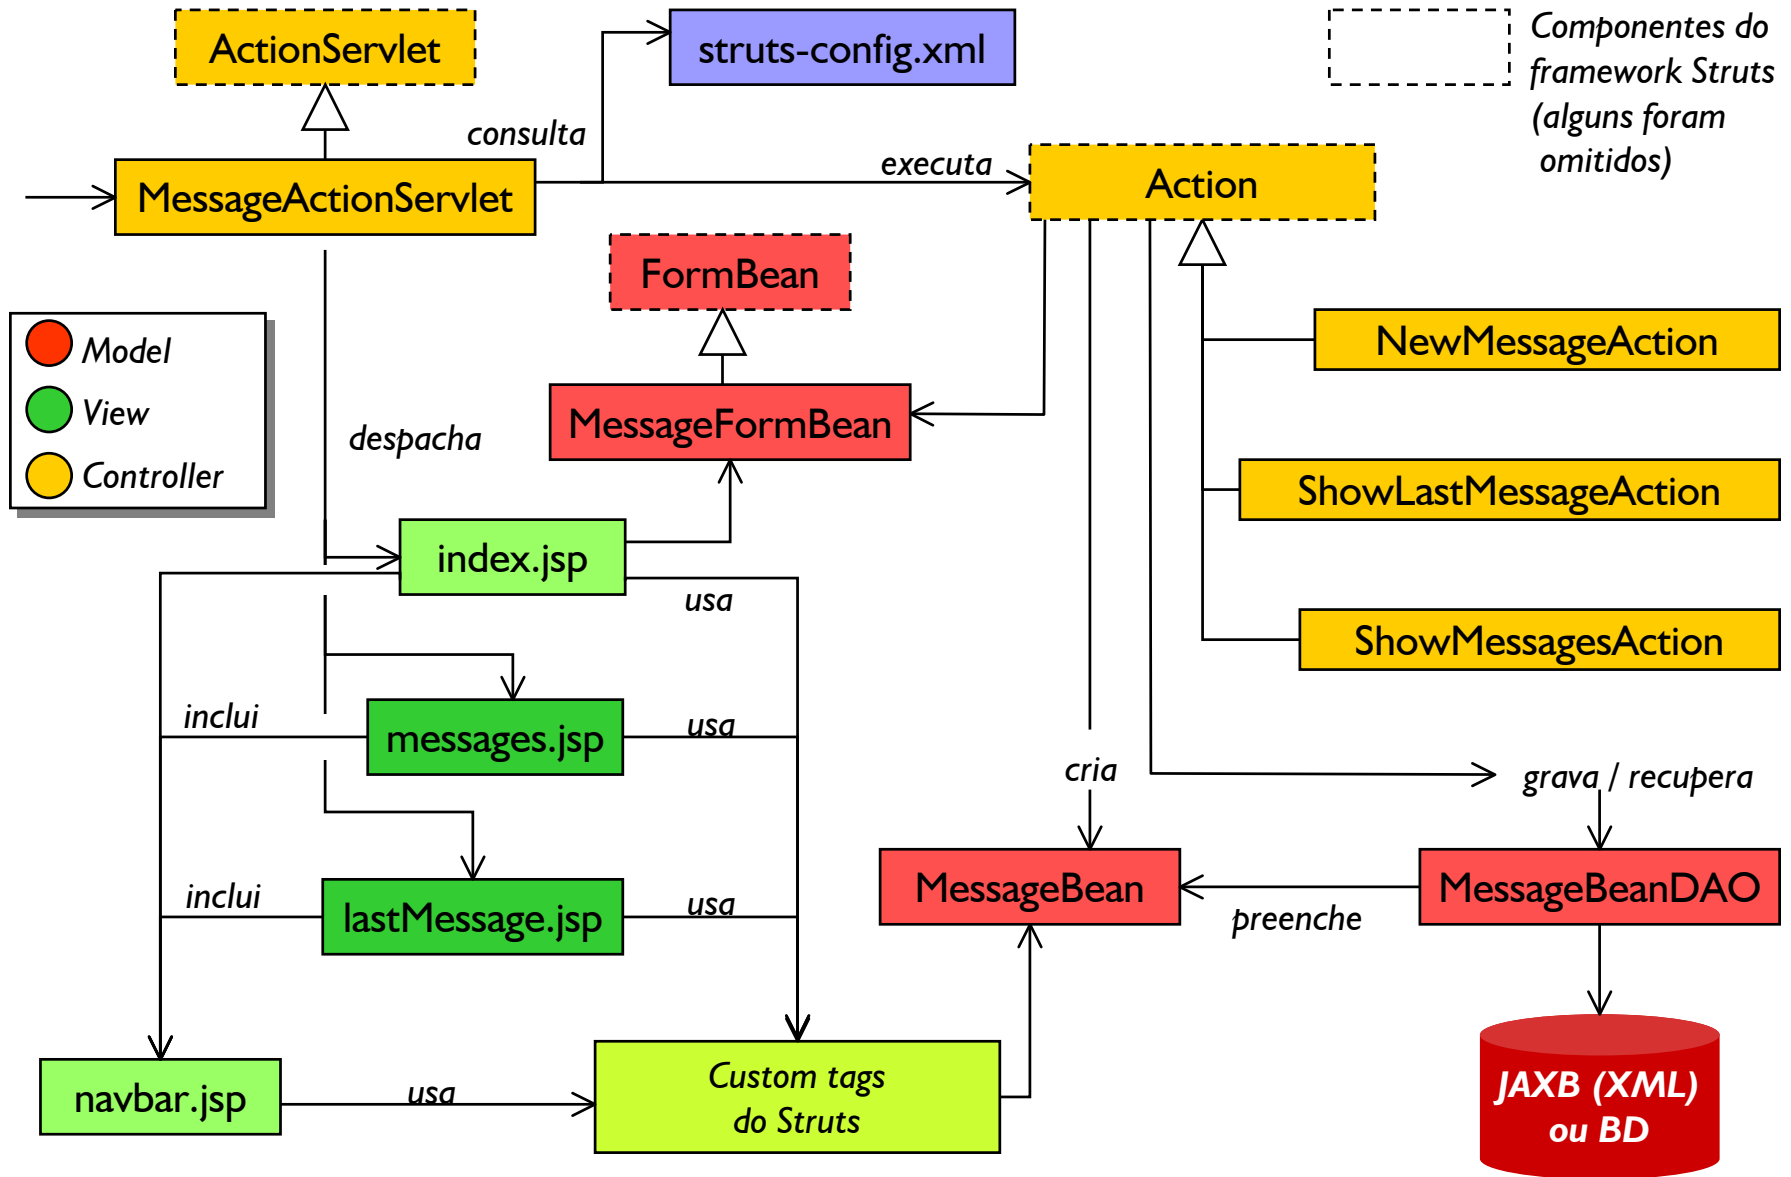 ActionServlet
struts-config.xml
Componentes do
framework Struts
(alguns foram
omitidos)
consulta
executa
MessageActionServlet
Action
FormBean
Model
View
Controller
NewMessageAction
MessageFormBean
despacha
ShowLastMessageAction
index.jsp
usa
ShowMessagesAction
inclui
messages.jsp
usa
cria
grava / recupera
inclui
lastMessage.jsp
usa
MessageBean
preenche
MessageBeanDAO
navbar.jsp
usa
Custom tags
do Struts
JAXB (XML)
ou BD